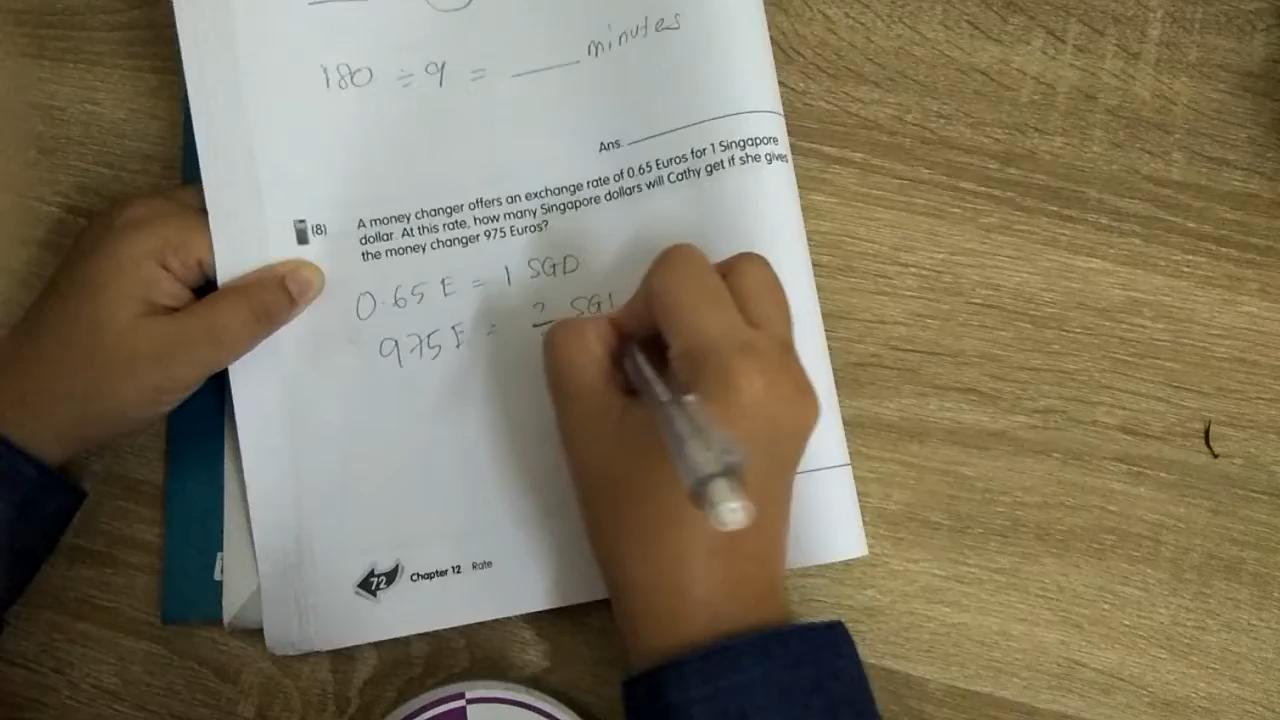 180 ÷ 9 = ____ minutes
Ans.
(8) A money changer offers an exchange rate of 0.65 Euros for 1 Singapore
dollar. At this rate, how many Singapore dollars will Cathy get if she gives
the money changer 975 Euros?
0.65 E = 1 SGD
975 E = ?
72 Chapter 12 Rate